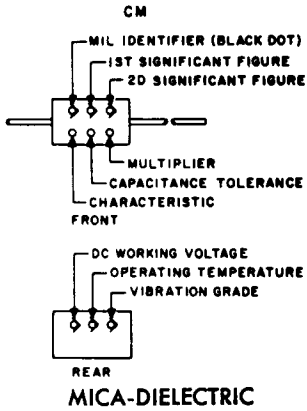 CM
MIL IDENTIFIER (BLACK DOT)
1ST SIGNIFICANT FIGURE
2D SIGNIFICANT FIGURE
MULTIPLIER
CAPACITANCE TOLERANCE
CHARACTERISTIC
FRONT
DC WORKING VOLTAGE
OPERATING TEMPERATURE
VIBRATION GRADE
REAR
MICA-DIELECTRIC